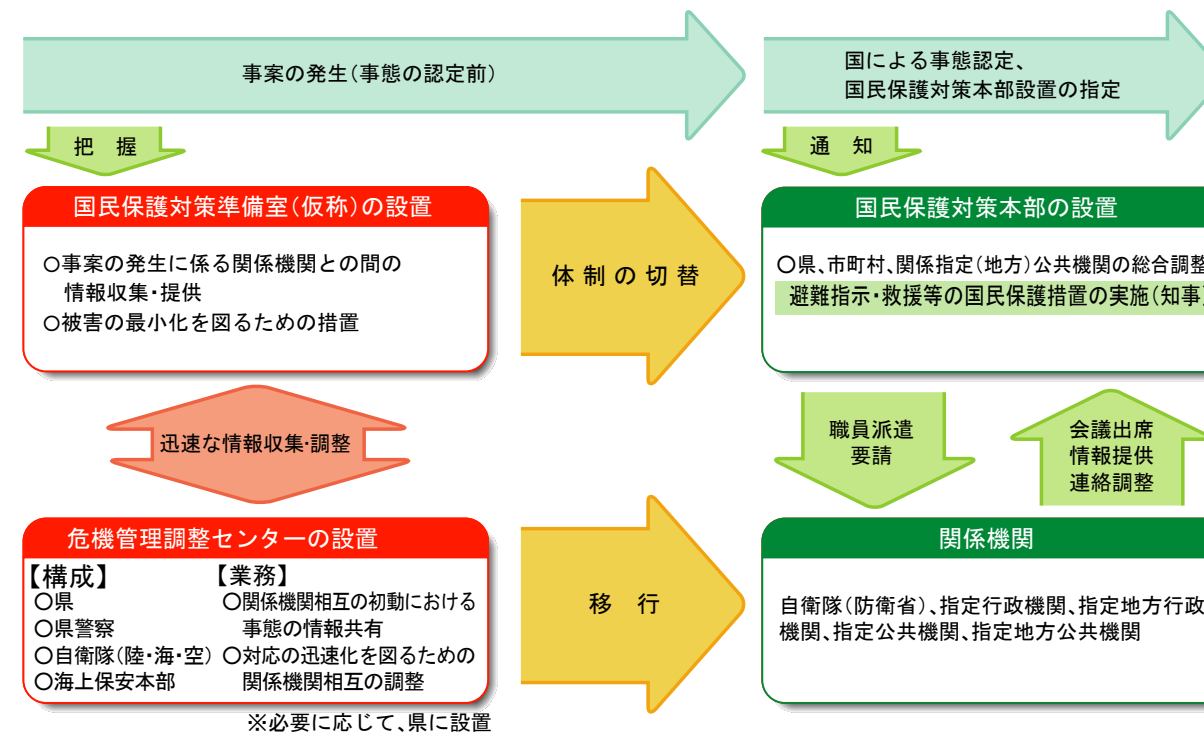 事案の発生(事態の認定前)
国による事態認定、
国民保護対策本部設置の指定
把　握
通　知
国民保護対策準備室(仮称)の設置
○事案の発生に係る関係機関との間の
情報収集・提供
○被害の最小化を図るための措置
体制の切替
国民保護対策本部の設置
○県、市町村、関係指定(地方)公共機関の総合調整
避難指示・救援等の国民保護措置の実施(知事)
迅速な情報収集・調整
職員派遣
要請
会議出席
情報提供
連絡調整
危機管理調整センターの設置
【構成】
○県
○県警察
○自衛隊(陸・海・空)
○海上保安本部
【業務】
○関係機関相互の初動における
事態の情報共有
○対応の迅速化を図るための
関係機関相互の調整
※必要に応じて、県に設置
移　行
関係機関
自衛隊(防衛省)、指定行政機関、指定地方行政
機関、指定公共機関、指定地方公共機関